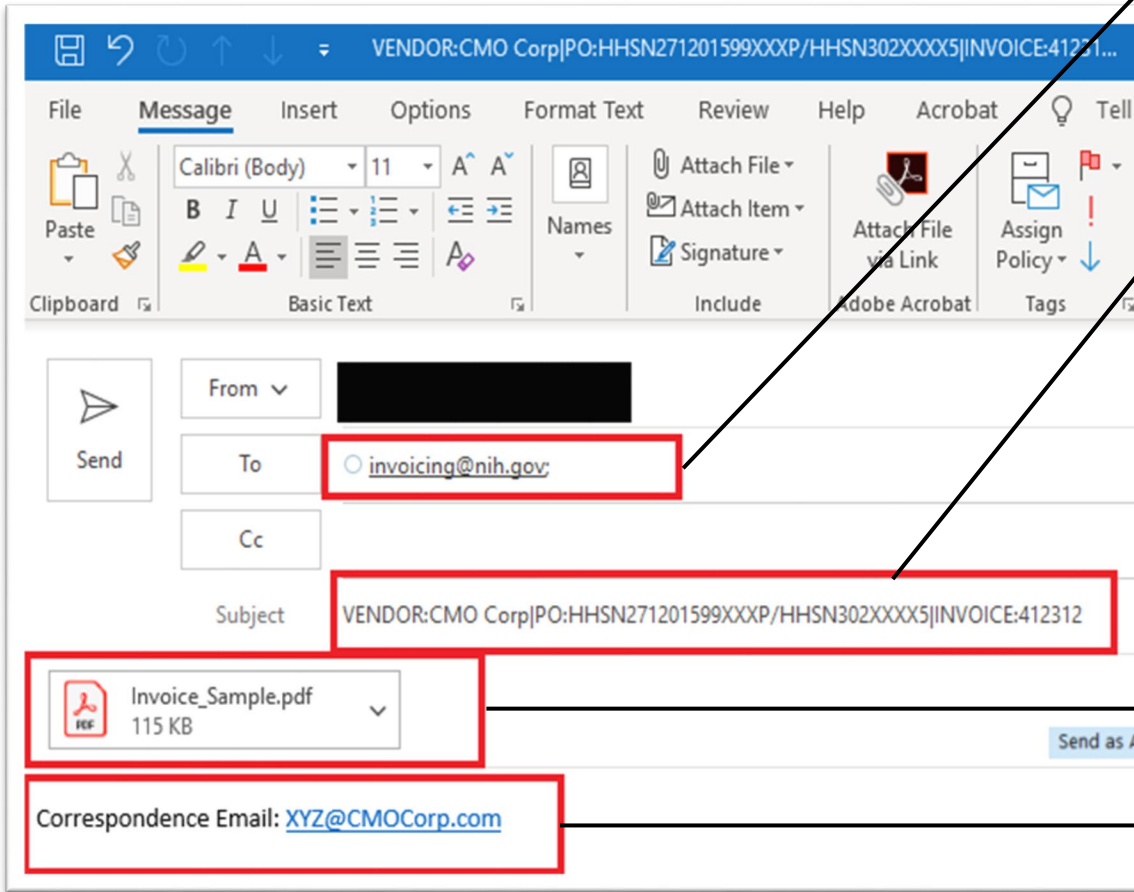 VENDOR:CMO Corp|PO:HHSN271201599XXXP/HHSN302XXXX5|INVOICE:41231...
File Message Insert Options Format Text Review Help Acrobat Tell
Calibri (Body) 11 A^ Aˇ
Attach File
B I U
Attach Item
Paste
Names
Attach File via Link
Assign Policy
A
Signature
Clipboard Basic Text Include Adobe Acrobat Tags
From
Send
To invoicing@nih.gov;
Cc
Subject VENDOR:CMO Corp|PO:HHSN271201599XXXP/HHSN302XXXX5|INVOICE:412312
PDF
Invoice_Sample.pdf
115 KB
Send as A
Correspondence Email: XYZ@CMOCorp.com